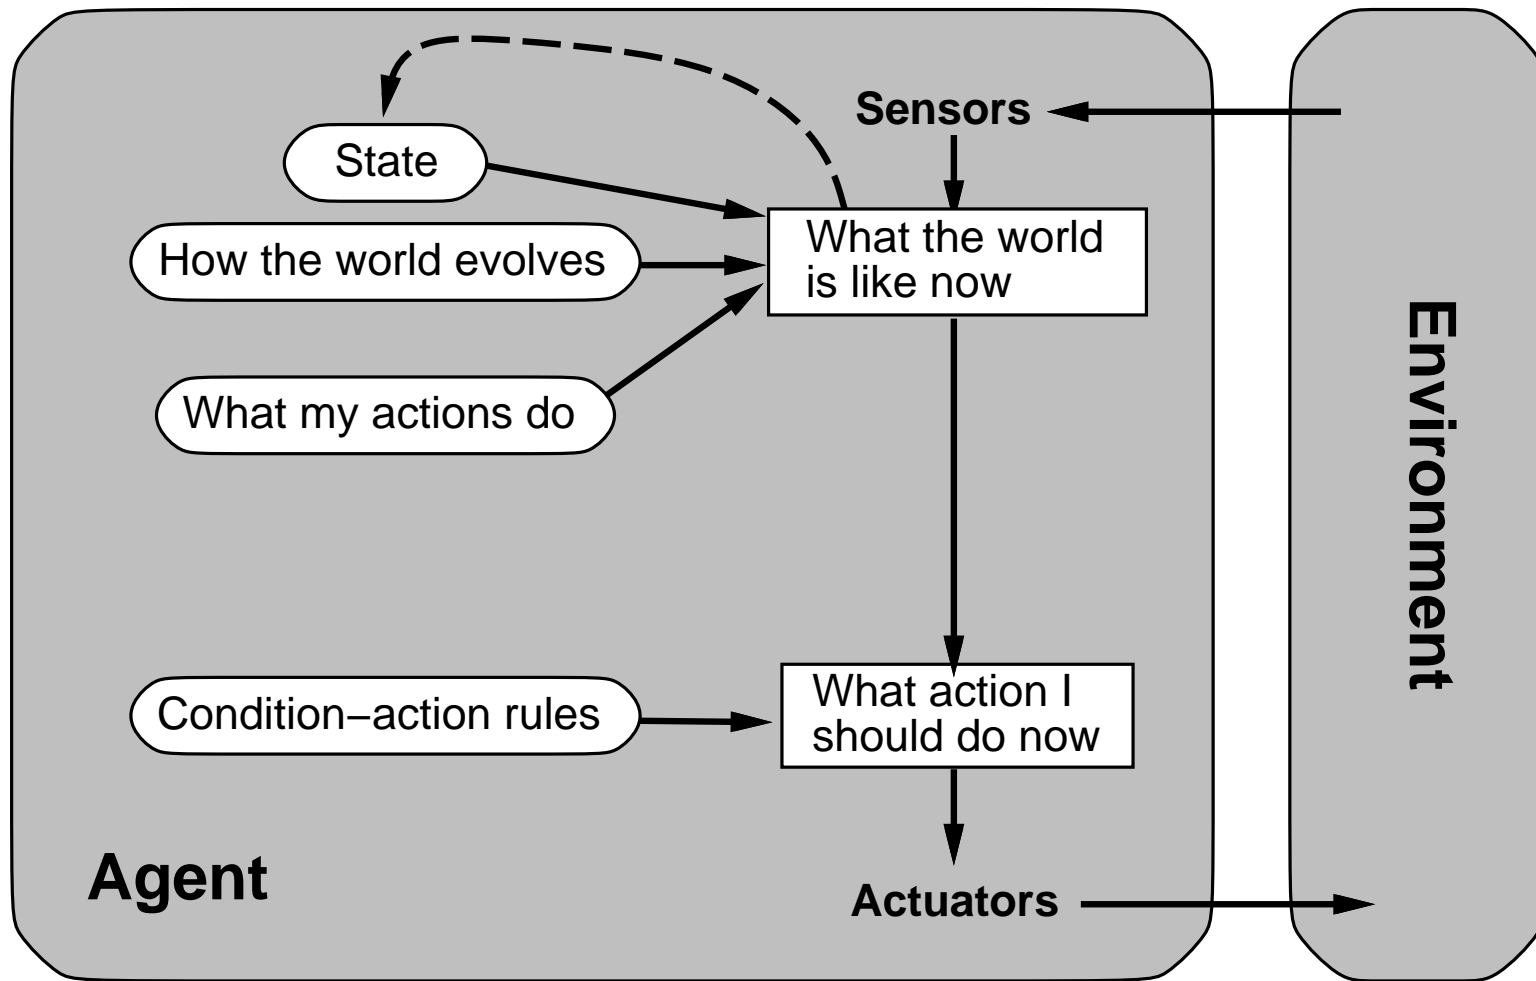 Sensors
State
What the world
is like now
How the world evolves
What my actions do
Environment
Condition−action rules
What action I
should do now
Agent
Actuators